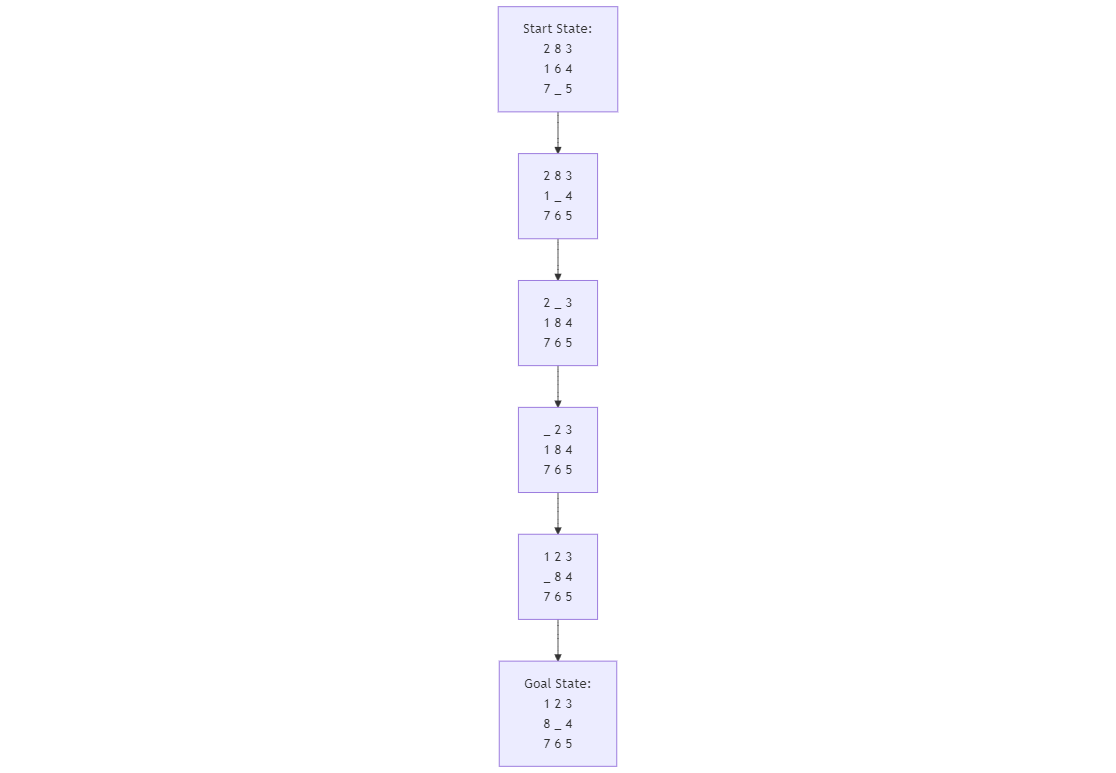 Start State:
2 8 3
1 6 4
7 _ 5
2 8 3
1 _ 4
7 6 5
2 _ 3
1 8 4
7 6 5
_ 2 3
1 8 4
7 6 5
1 2 3
_ 8 4
7 6 5
Goal State:
1 2 3
8 _ 4
7 6 5